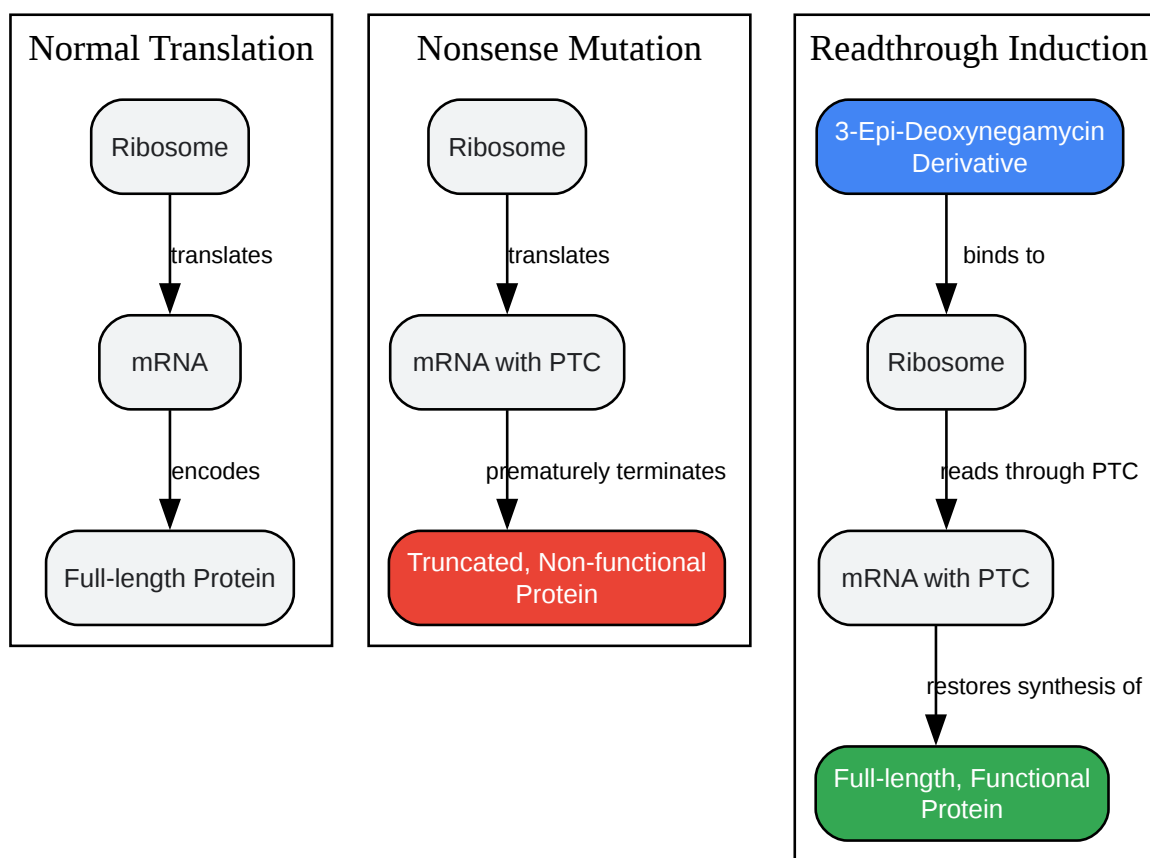 Normal Translation
Ribosome
translates
mRNA
encodes
Full-length Protein
Nonsense Mutation
Ribosome
translates
mRNA with PTC
prematurely terminates
Truncated, Non-functional
Protein
Readthrough Induction
3-Epi-Deoxynegamycin
Derivative
binds to
Ribosome
reads through PTC
mRNA with PTC
restores synthesis of
Full-length, Functional
Protein